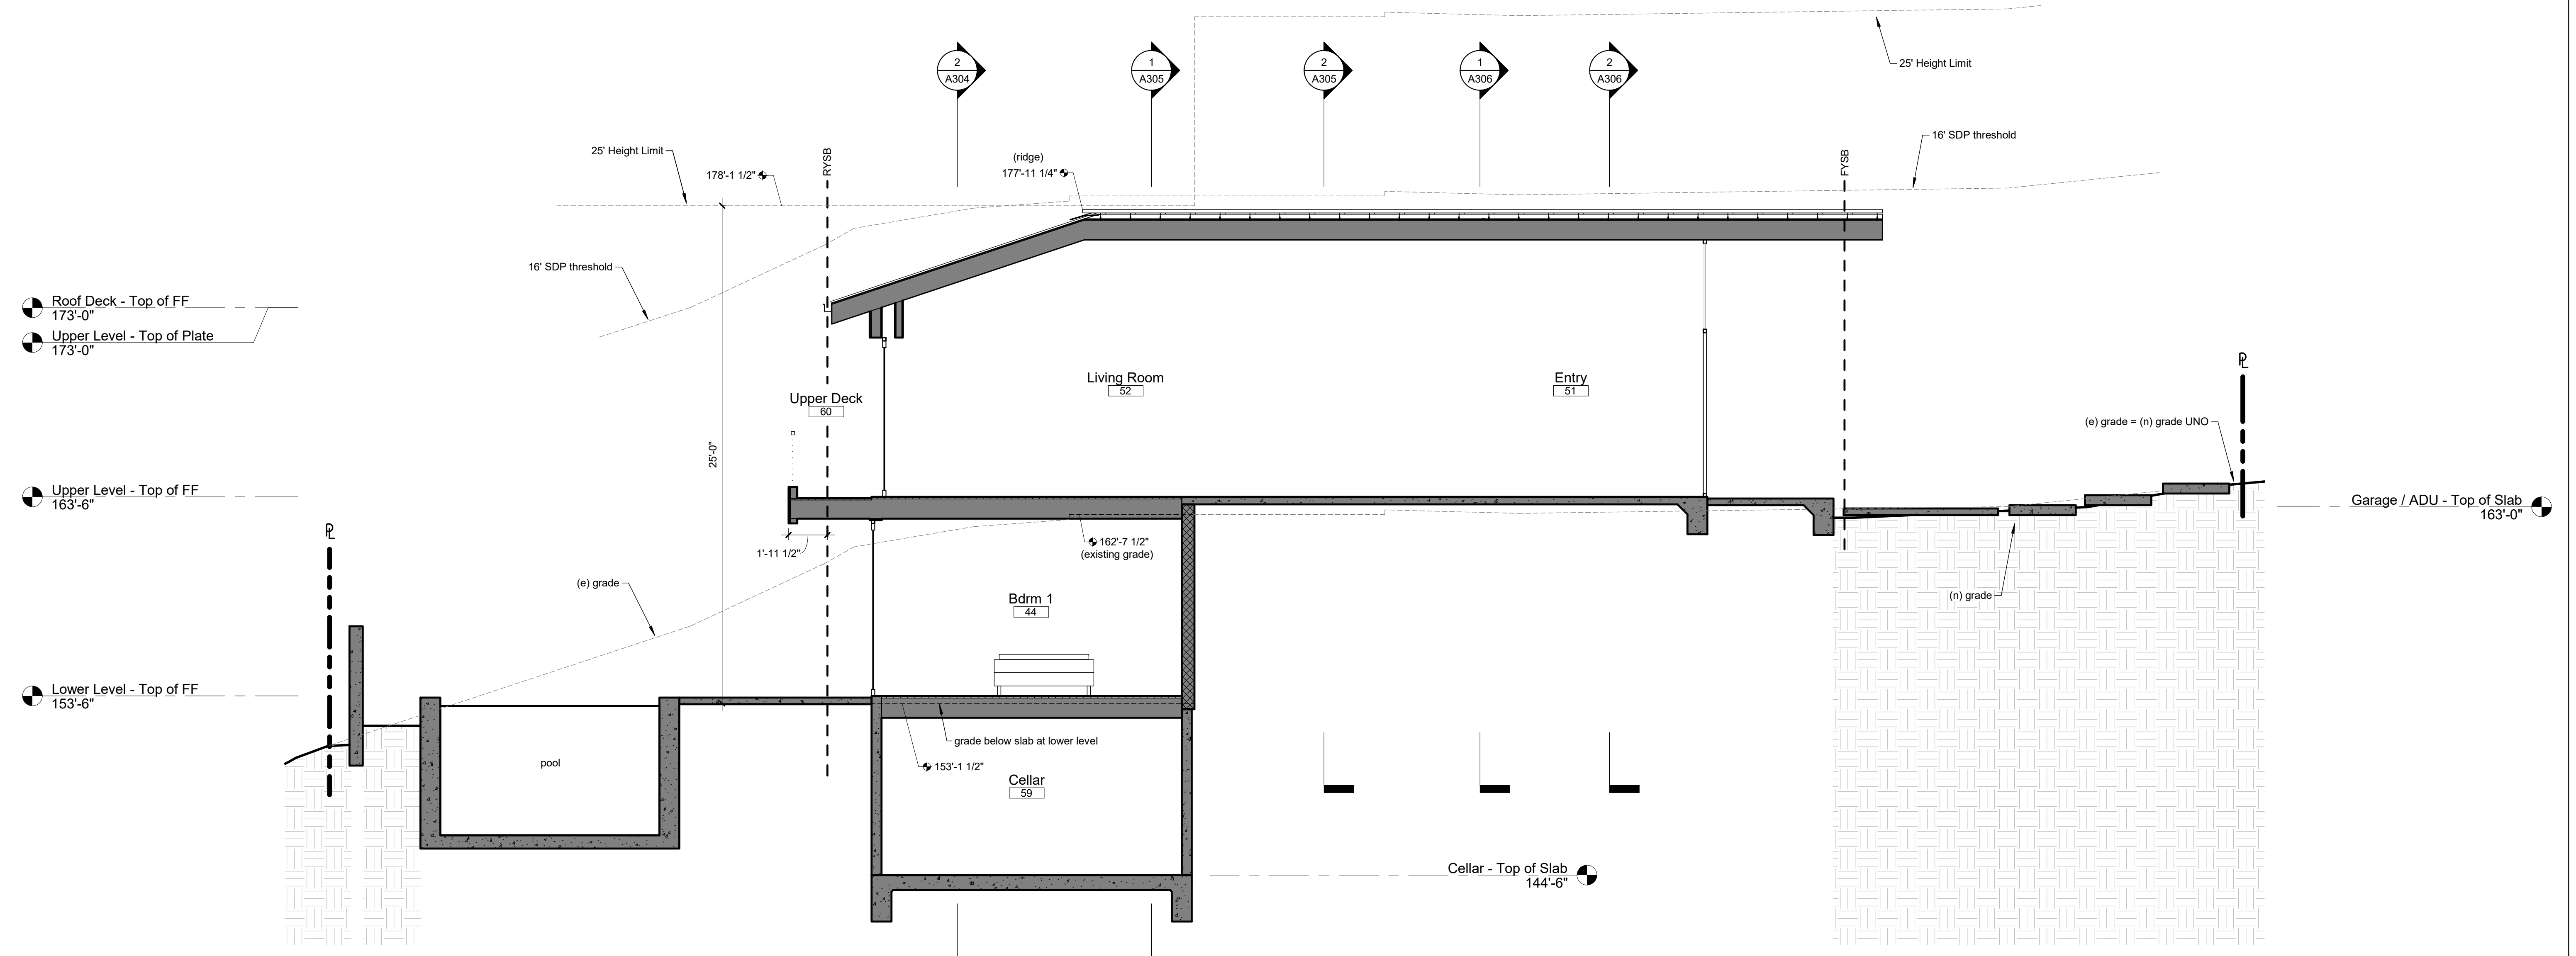 2
A304
1
A305
2
A305
1
A306
2
A306
25' Height Limit
16' SDP threshold
25' Height Limit
178'-1 1/2"
RYSB
(ridge)
177'-11 1/4"
FYSB
16' SDP threshold
Roof Deck - Top of FF
173'-0"
Upper Level - Top of Plate
173'-0"
Living Room
52
Entry
51
Upper Deck
60
PL
(e) grade = (n) grade UNO
25'-0"
Upper Level - Top of FF
163'-6"
Garage / ADU - Top of Slab
163'-0"
PL
1'-11 1/2"
162'-7 1/2"
(existing grade)
(e) grade
Bdrm 1
44
(n) grade
Lower Level - Top of FF
153'-6"
grade below slab at lower level
pool
153'-1 1/2"
Cellar
59
Cellar - Top of Slab
144'-6"